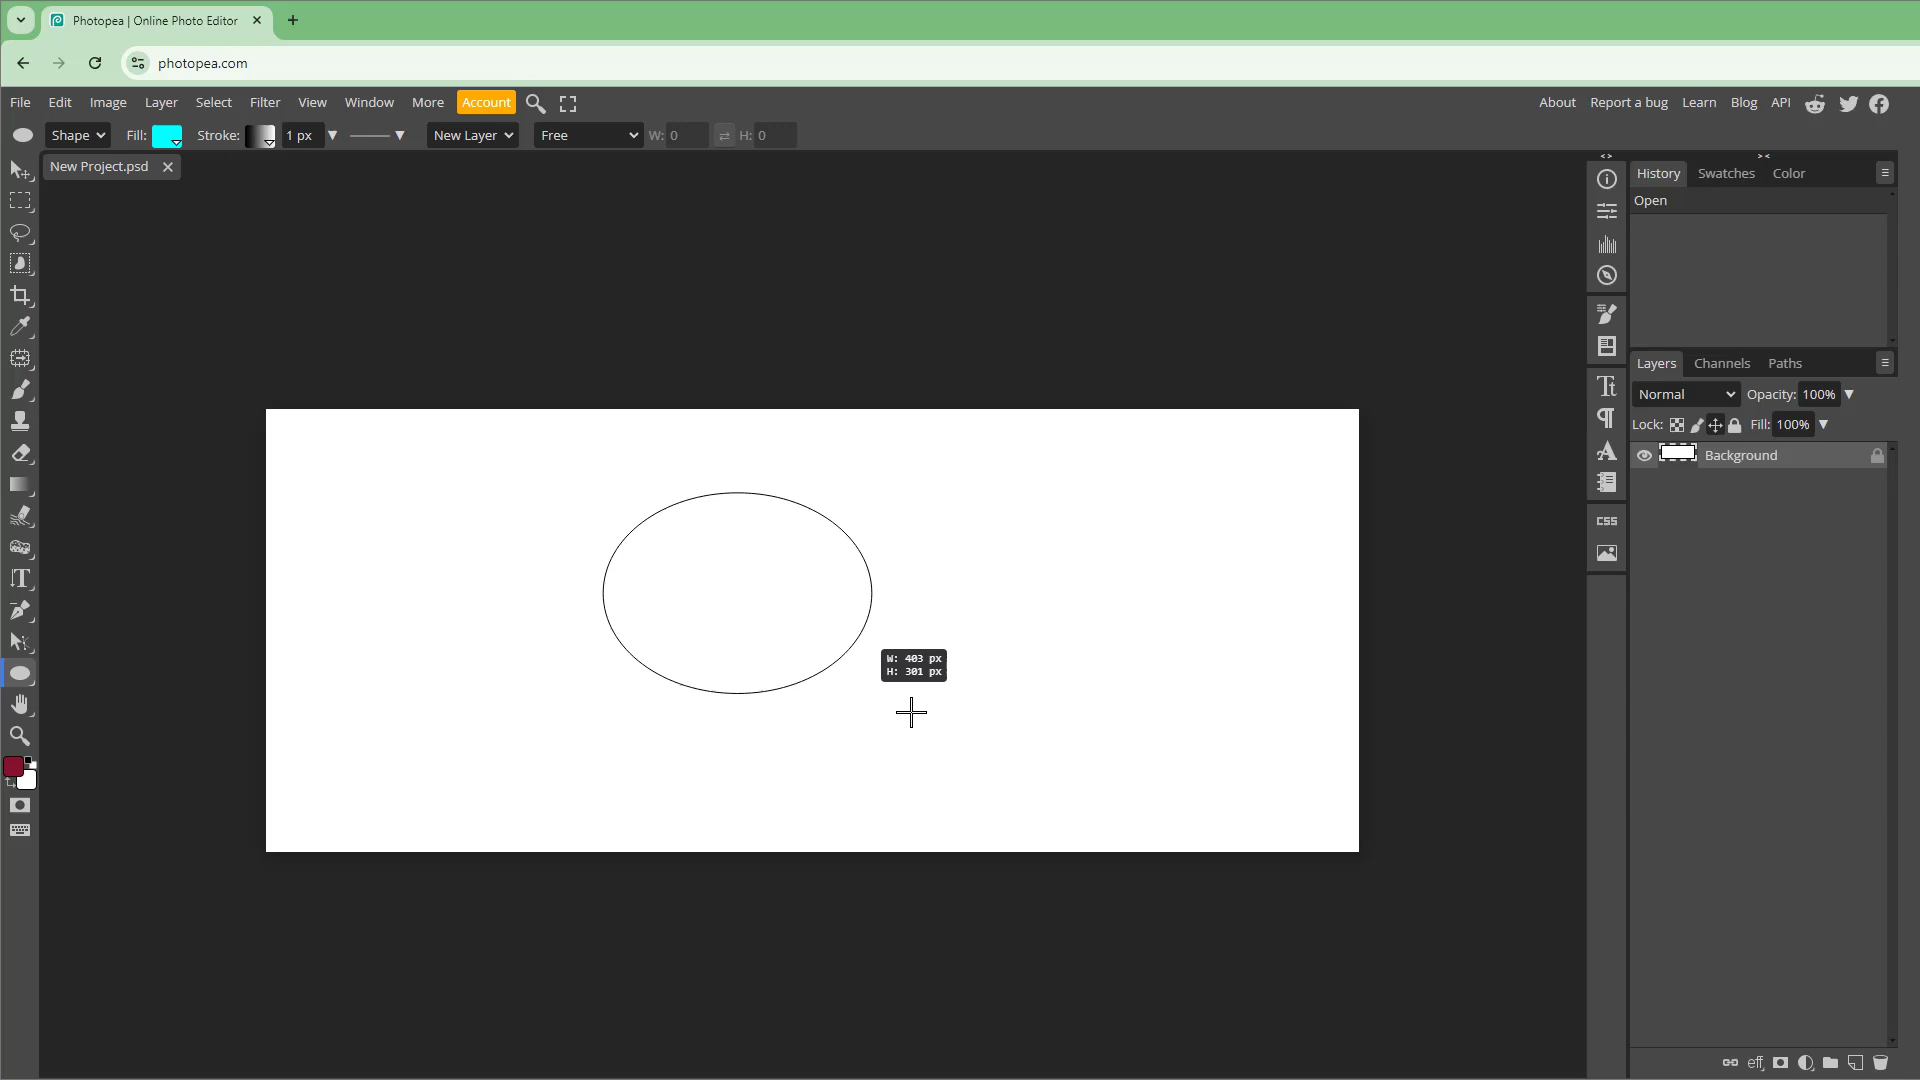 Photopea | Online Photo Editor
photopea.com
File Edit Image Layer Select Filter View Window More Account
About Report a bug Learn Blog API
Shape Fill: Stroke: 1 px New Layer Free W: 0 H: 0
New Project.psd
< >
> <
History Swatches Color
Open
Layers Channels Paths
Normal Opacity: 100%
Lock: Fill: 100%
Background
CSS
W: 403 px
H: 301 px
eff